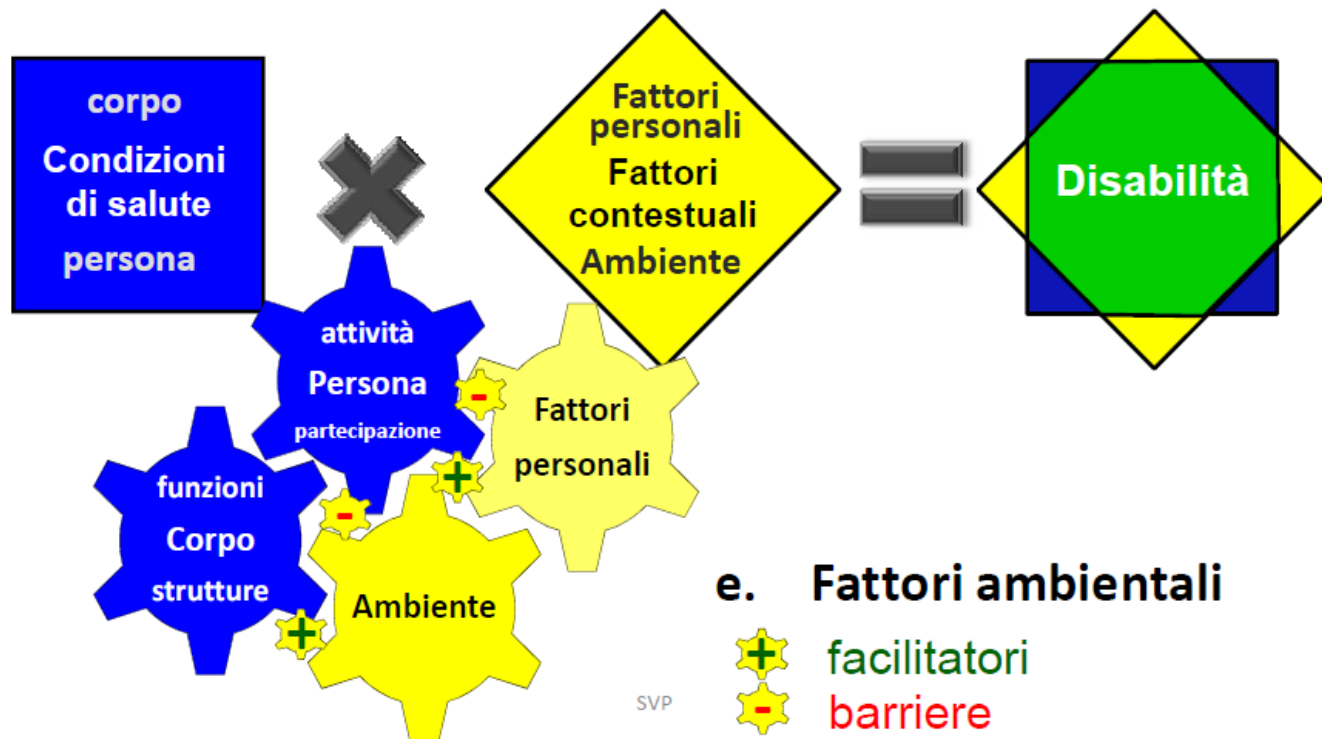 corpo
Condizioni
di salute
persona
Fattori
personali
Fattori
contestuali
Ambiente
Disabilità
attività
Persona
partecipazione
-
Fattori
personali
+
funzioni
Corpo
strutture
-
Ambiente
+
e. Fattori ambientali
+ facilitatori
- barriere
SVP